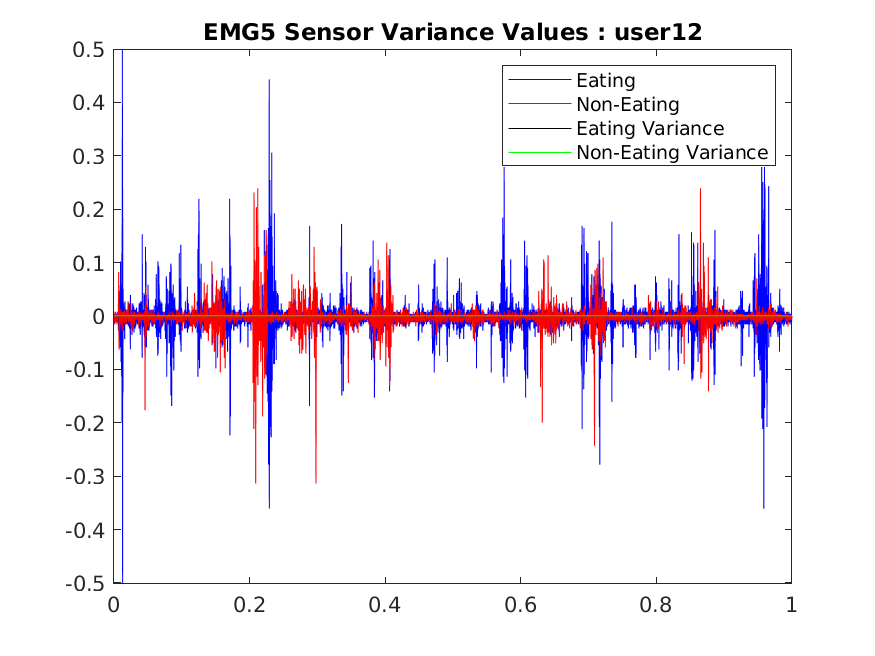 EMG5 Sensor Variance Values : user12
Eating
Non-Eating
Eating Variance
Non-Eating Variance
0.5
0.4
0.3
0.2
0.1
0
-0.1
-0.2
-0.3
-0.4
-0.5
0 0.2 0.4 0.6 0.8 1